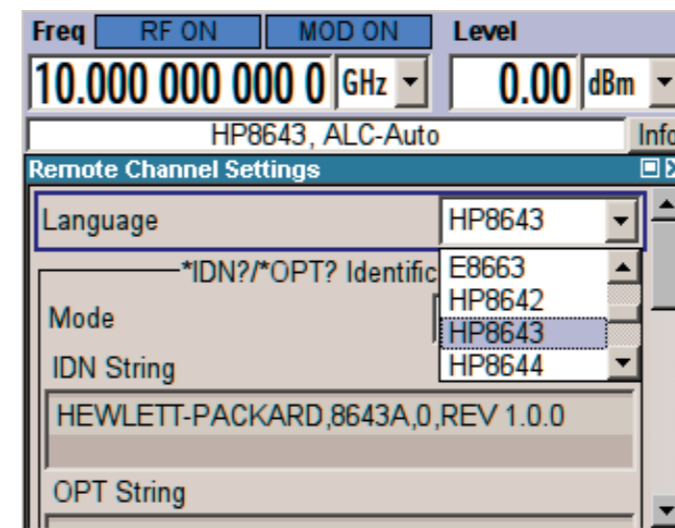 Freq RF ON MOD ON Level
10.000 000 000 0 GHz 0.00 dBm
HP8643, ALC-Auto Info
Remote Channel Settings
Language HP8643
E8663
HP8642
HP8643
HP8644
*IDN?/*OPT? Identific
Mode
IDN String
HEWLETT-PACKARD,8643A,0,REV 1.0.0
OPT String